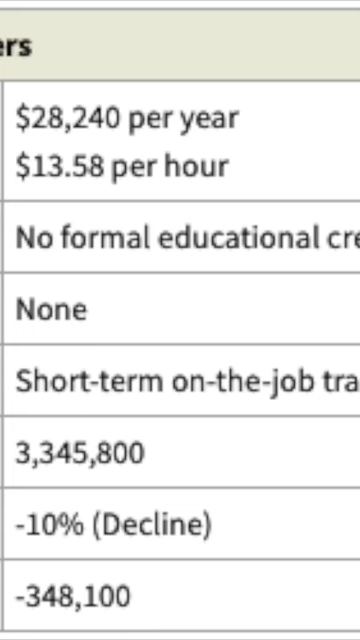 ers
$28,240 per year
$13.58 per hour
No formal educational cre
None
Short-term on-the-job tra
3,345,800
-10% (Decline)
-348,100